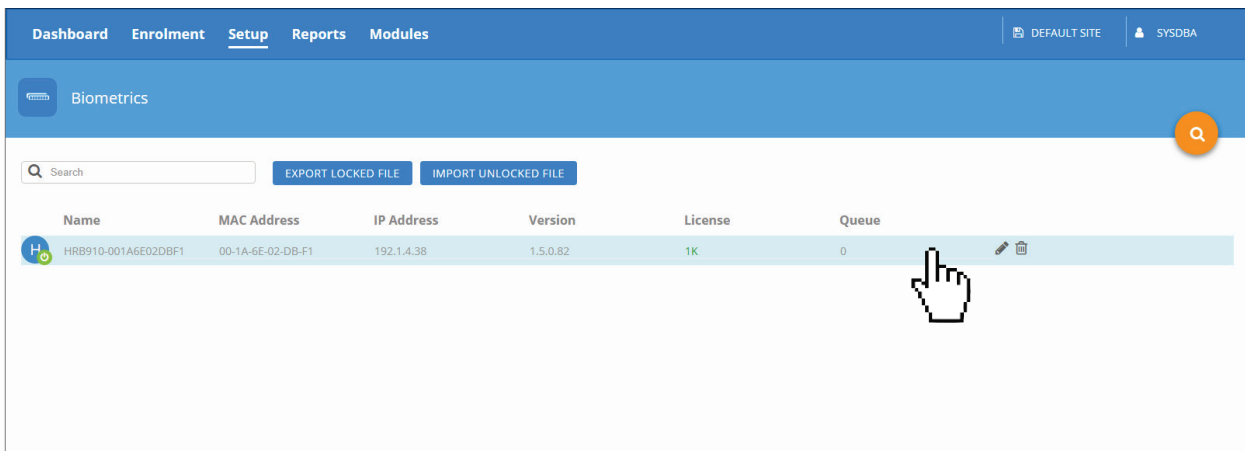 Dashboard Enrolment Setup Reports Modules DEFAULT SITE SYSDBA
Biometrics
Search EXPORT LOCKED FILE IMPORT UNLOCKED FILE
Name MAC Address IP Address Version License Queue
H HRB910-001A6E02DBF1 00-1A-6E-02-DB-F1 192.1.4.38 1.5.0.82 1K 0